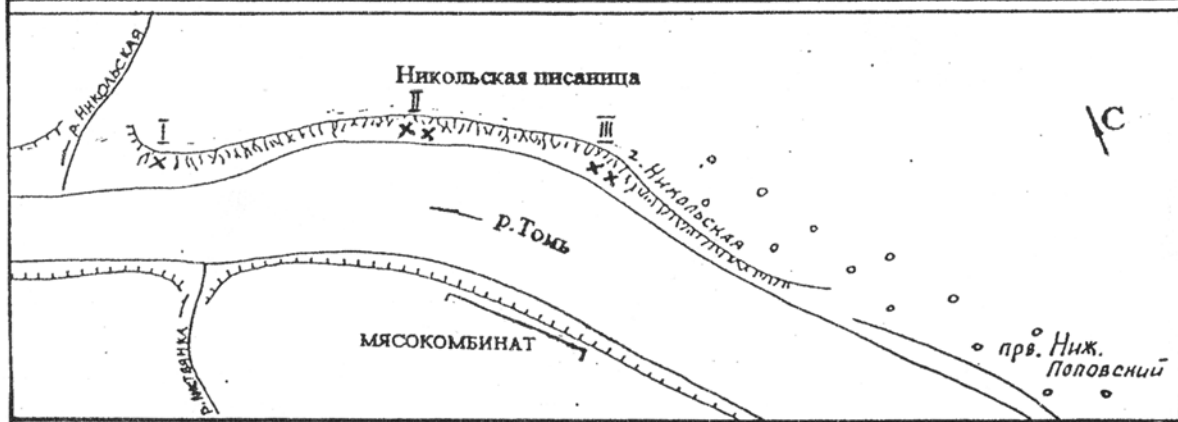 р. Никольская
Никольская писаница
I
II
III
С
г. Никольская
р. Томь
МЯСОКОМБИНАТ
прв. Ниж.
Поповский